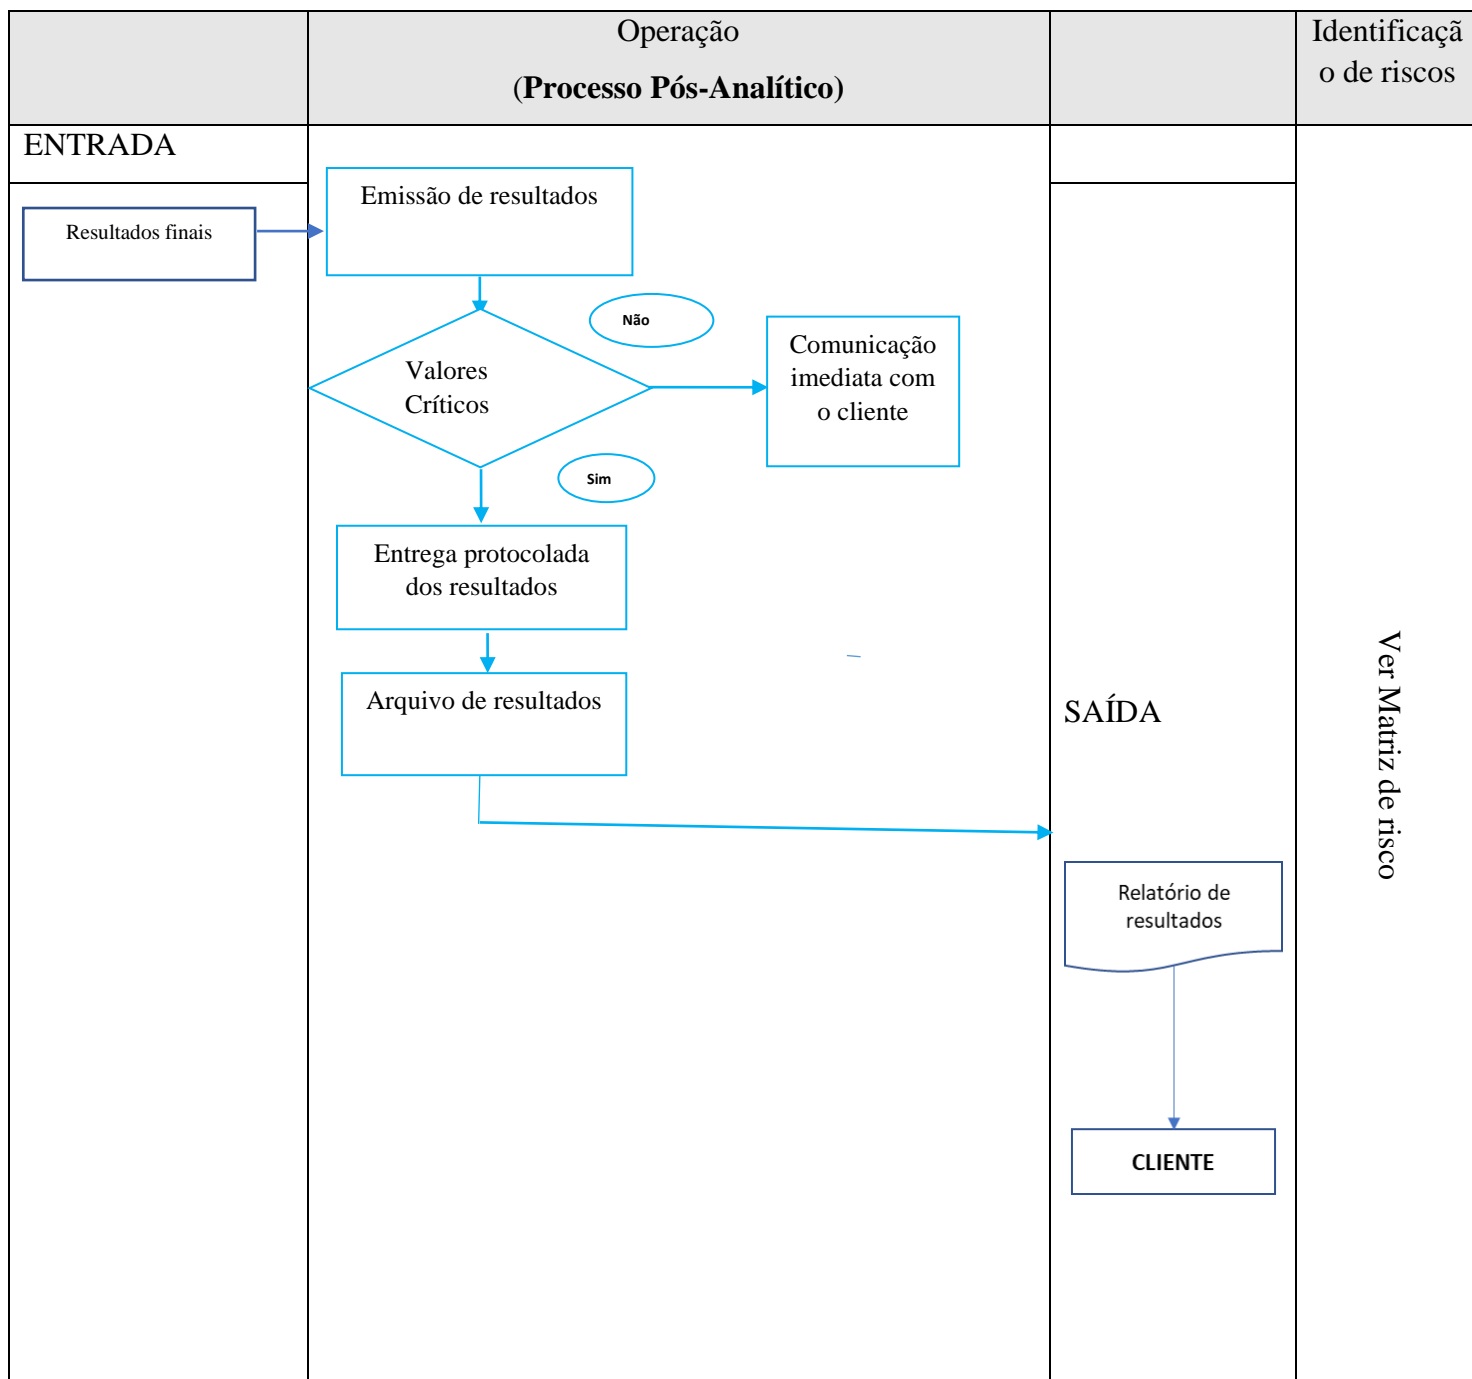 Operação
(Processo Pós-Analítico)
Identificaçã
o de riscos
ENTRADA
Resultados finais
Emissão de resultados
Não
Valores
Críticos
Comunicação
imediata com
o cliente
Sim
Entrega protocolada
dos resultados
Arquivo de resultados
SAÍDA
Relatório de
resultados
CLIENTE
Ver Matriz de risco